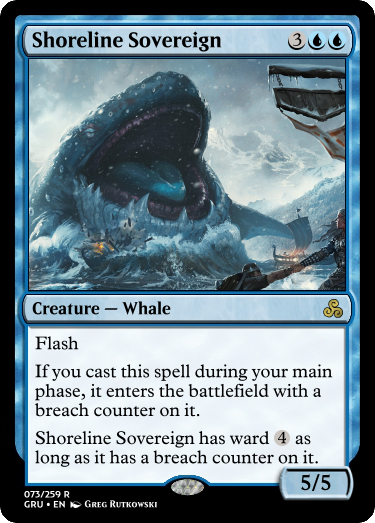 Shoreline Sovereign 3
Creature — Whale
Flash
If you cast this spell during your main
phase, it enters the battlefield with a
breach counter on it.
Shoreline Sovereign has ward 4 as
long as it has a breach counter on it.
5/5
073/259 R
GRU • EN Greg Rutkowski